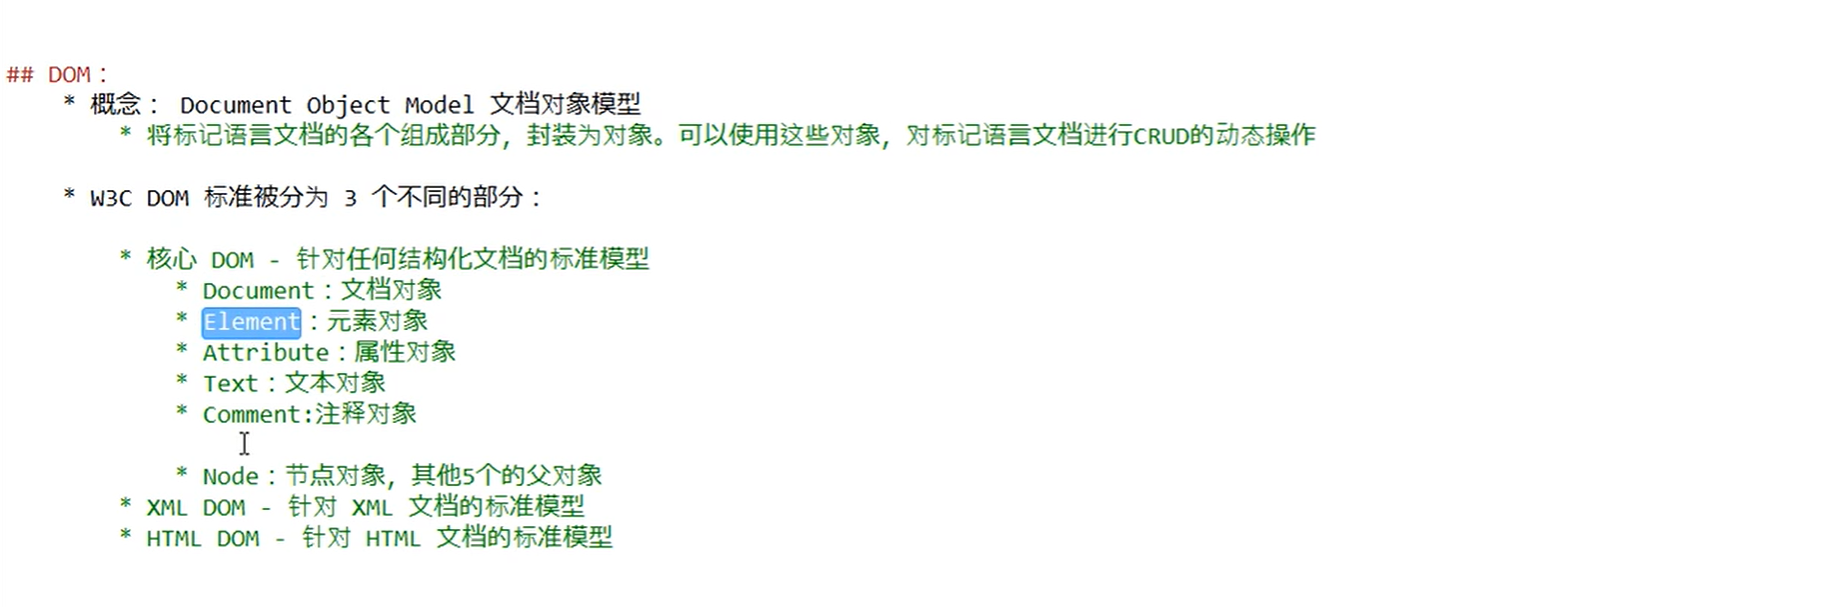 ## DOM：
* 概念： Document Object Model 文档对象模型
* 将标记语言文档的各个组成部分，封装为对象。可以使用这些对象，对标记语言文档进行CRUD的动态操作
* W3C DOM 标准被分为 3 个不同的部分：
* 核心 DOM - 针对任何结构化文档的标准模型
* Document：文档对象
* Element：元素对象
* Attribute：属性对象
* Text：文本对象
* Comment:注释对象
* Node：节点对象，其他5个的父对象
* XML DOM - 针对 XML 文档的标准模型
* HTML DOM - 针对 HTML 文档的标准模型